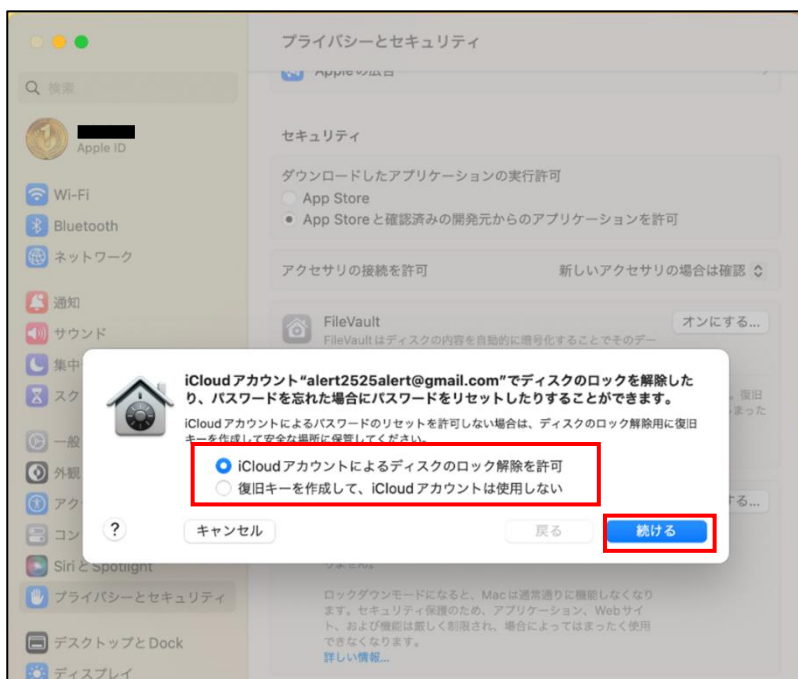 プライバシーとセキュリティ
検索
Apple ID
Wi-Fi
Bluetooth
ネットワーク
通知
サウンド
集中
スク
一般
外観
アク
コン
Siri と Spotlight
プライバシーとセキュリティ
デスクトップと Dock
ディスプレイ
Appleの広告
セキュリティ
ダウンロードしたアプリケーションの実行許可
App Store
App Store と確認済みの開発元からのアプリケーションを許可
アクセサリの接続を許可
新しいアクセサリの場合は確認
FileVault
オンにする...
FileVault はディスクの内容を自動的に暗号化することでそのデー
。復旧
まった
iCloud アカウント“alert2525alert@gmail.com”でディスクのロックを解除した
り、パスワードを忘れた場合にパスワードをリセットしたりすることができます。
iCloud アカウントによるパスワードのリセットを許可しない場合は、ディスクのロック解除用に復旧
キーを作成して安全な場所に保管してください。
iCloud アカウントによるディスクのロック解除を許可
復旧キーを作成して、iCloud アカウントは使用しない
?
キャンセル
戻る
続ける
する...
りません。
ロックダウンモードになると、Mac は通常通りに機能しなくなり
ます。セキュリティ保護のため、アプリケーション、Web サイ
ト、および機能は厳しく制限され、場合によってはまったく使用
できなくなります。
詳しい情報...